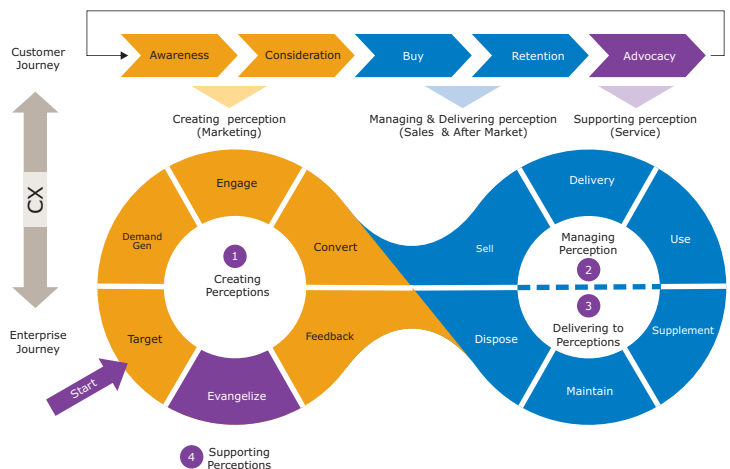 Customer
Journey
Awareness
Consideration
Buy
Retention
Advocacy
Creating perception
(Marketing)
Managing & Delivering perception
(Sales & After Market)
Supporting perception
(Service)
CX
Enterprise
Journey
Start
Target
Demand
Gen
Engage
Convert
Feedback
Evangelize
1
Creating
Perceptions
Sell
Delivery
Use
Supplement
Maintain
Dispose
Managing
Perception
2
3
Delivering to
Perceptions
4
Supporting
Perceptions